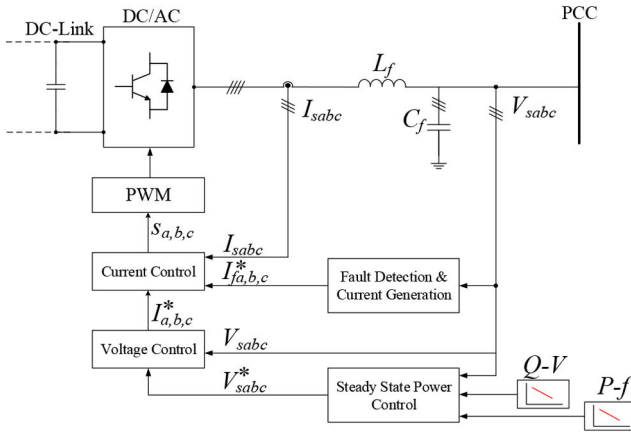 DC-Link
DC/AC
PCC
L_f
I_sabc
C_f
V_sabc
PWM
s_a,b,c
I_sabc
Current Control
I*_fa,b,c
Fault Detection &
Current Generation
I*_a,b,c
Voltage Control
V_sabc
V*_sabc
Steady State Power
Control
Q-V
P-f